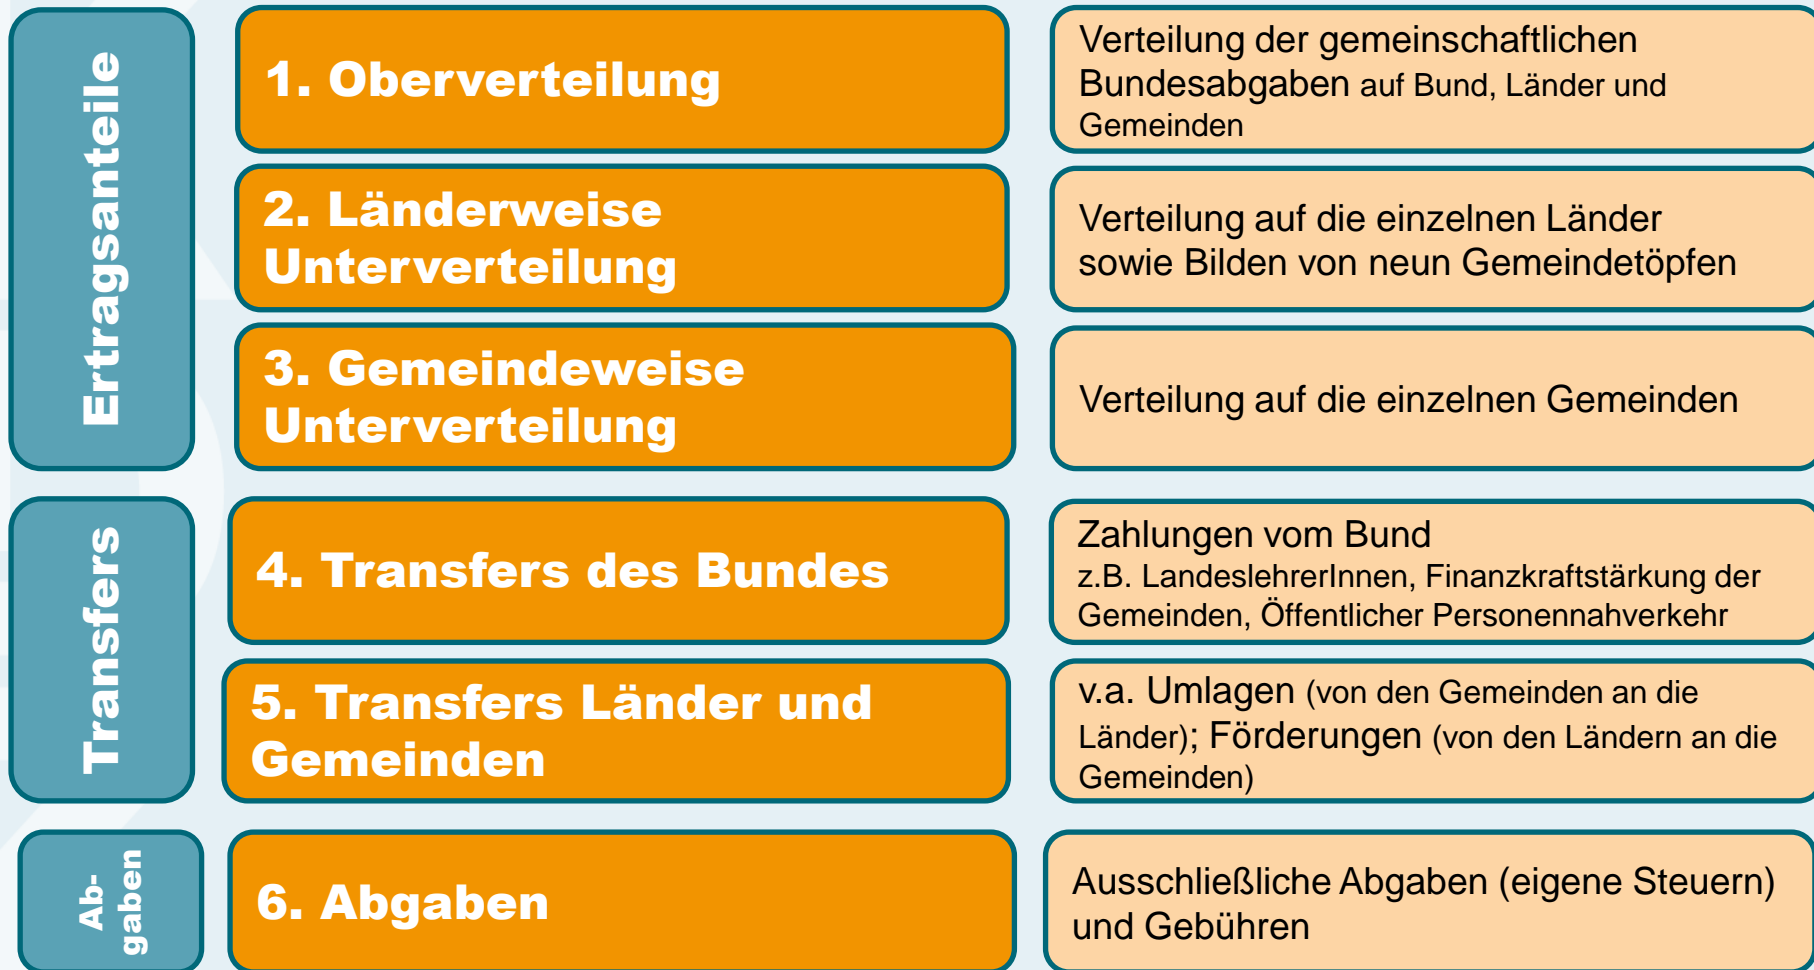 Ertragsanteile
1. Oberverteilung
Verteilung der gemeinschaftlichen
Bundesabgaben auf Bund, Länder und
Gemeinden
2. Länderweise
Unterverteilung
Verteilung auf die einzelnen Länder
sowie Bilden von neun Gemeindetöpfen
3. Gemeindeweise
Unterverteilung
Verteilung auf die einzelnen Gemeinden
Transfers
4. Transfers des Bundes
Zahlungen vom Bund
z.B. LandeslehrerInnen, Finanzkraftstärkung der
Gemeinden, Öffentlicher Personennahverkehr
5. Transfers Länder und
Gemeinden
v.a. Umlagen (von den Gemeinden an die
Länder); Förderungen (von den Ländern an die
Gemeinden)
Ab-
gaben
6. Abgaben
Ausschließliche Abgaben (eigene Steuern)
und Gebühren